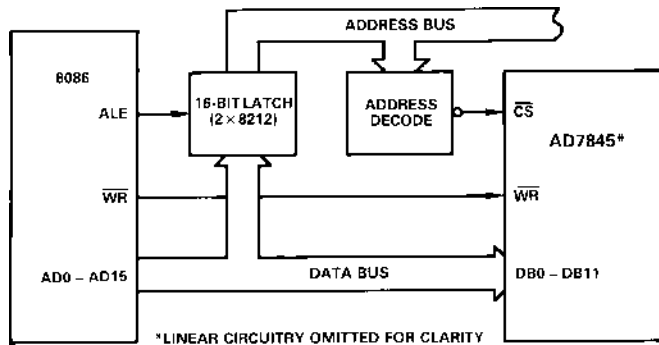 ADDRESS BUS
8086
ALE
16-BIT LATCH
(2 × 8212)
ADDRESS
DECODE
CS
AD7845*
WR
WR
AD0 – AD15
DATA BUS
DB0 – DB11
*LINEAR CIRCUITRY OMITTED FOR CLARITY